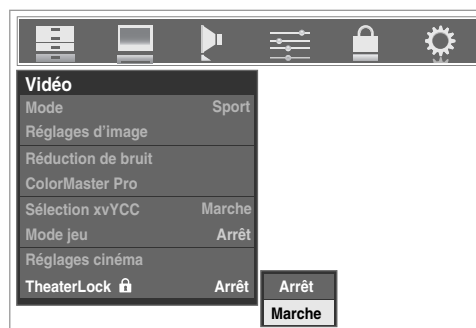 Vidéo
Mode Sport
Réglages d'image
Réduction de bruit
ColorMaster Pro
Sélection xvYCC Marche
Mode jeu Arrêt
Réglages cinéma
TheaterLock Arrêt Arrêt
Marche